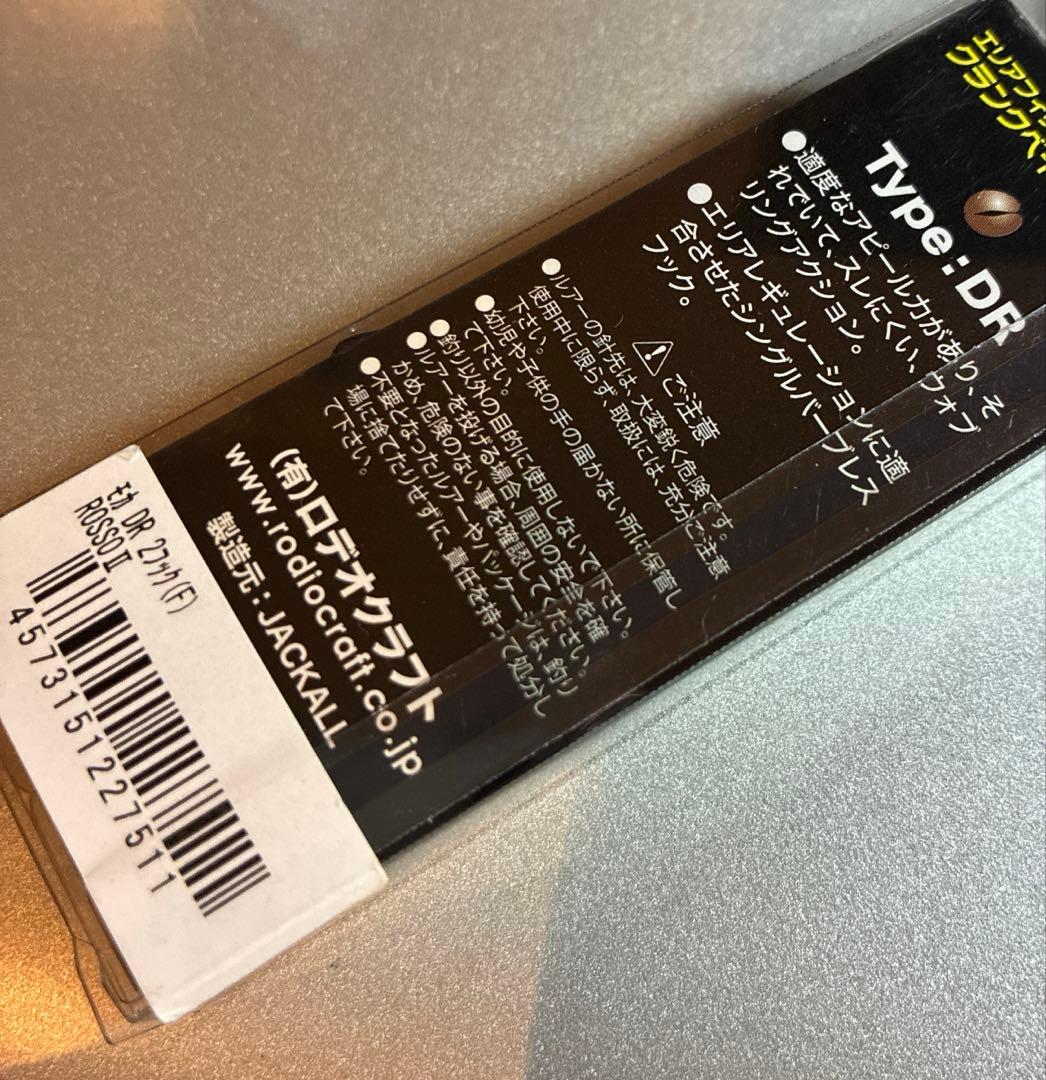 エリアフィ
クランクベイ
Type:DR
●適度なアピール力があり、そ
れでいて、スレにくい、ウォブ
リングアクション。
●エリアレギュレーションに適
合させたシングルバーブレス
フック。
⚠ご注意
●ルアーの針先は、大変鋭く危険です。
使用中に限らず、取扱には、充分ご注意
下さい。
●幼児や子供の手の届かない所に保管し
て下さい。
●釣り以外の目的に使用しないで下さい。
●ルアーを投げる場合、周囲の安全を確
かめ、危険のない事を確認してください。
●不要となったルアーやパッケージは、釣り
場に捨てたりせずに、責任を持って処分し
て下さい。
(有)ロデオクラフト
www.rodiocraft.co.jp
製造元:JACKALL
ﾓｶ DR 2ﾌｯｸ(F)
ROSSOⅡ
4573151227511